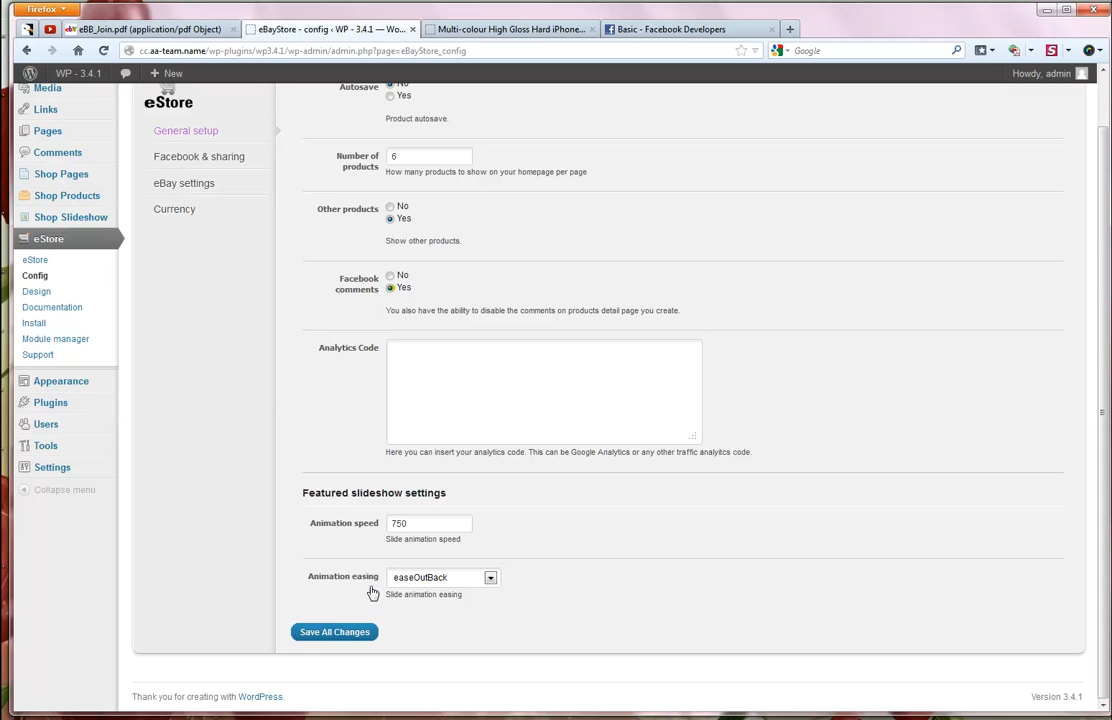 Firefox
eBB_Join.pdf (application/pdf Object)
eBayStore - config ‹ WP - 3.4.1 — Wo...
Multi-colour High Gloss Hard iPhone...
Basic - Facebook Developers
cc.aa-team.name/wp-plugins/wp3.4.1/wp-admin/admin.php?page=eBayStore_config
Google
WP - 3.4.1
New
Howdy, admin
Media
Links
Pages
Comments
Shop Pages
Shop Products
Shop Slideshow
eStore
eStore
Config
Design
Documentation
Install
Module manager
Support
Appearance
Plugins
Users
Tools
Settings
Collapse menu
eStore
General setup
Facebook & sharing
eBay settings
Currency
Autosave
No
Yes
Product autosave.
Number of products
6
How many products to show on your homepage per page
Other products
No
Yes
Show other products.
Facebook comments
No
Yes
You also have the abilty to disable the comments on products detail page you create.
Analytics Code
Here you can insert your analytics code. This can be Google Analytics or any other traffic analyitcs code.
Featured slideshow settings
Animation speed
750
Slide animation speed
Animation easing
easeOutBack
Slide animation easing
Save All Changes
Thank you for creating with WordPress.
Version 3.4.1